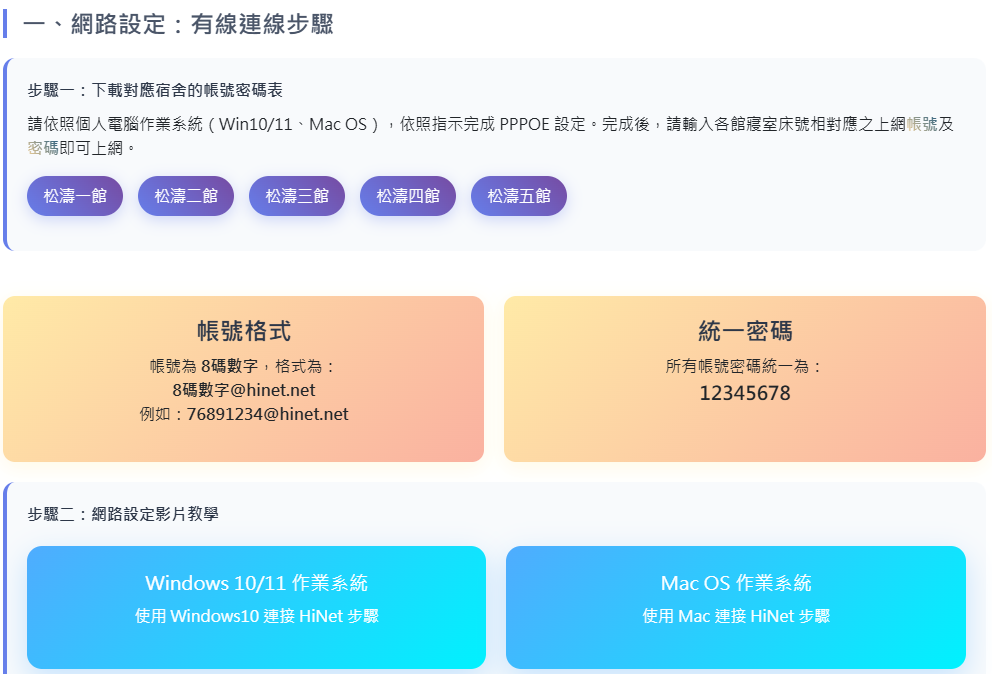 一、網路設定：有線連線步驟
步驟一：下載對應宿舍的帳號密碼表
請依照個人電腦作業系統（Win10/11、Mac OS），依照指示完成 PPPOE 設定。完成後，請輸入各館寢室床號相對應之上網帳號及
密碼即可上網。
松濤一館 松濤二館 松濤三館 松濤四館 松濤五館
帳號格式
帳號為 8碼數字，格式為：
8碼數字@hinet.net
例如：76891234@hinet.net
統一密碼
所有帳號密碼統一為：
12345678
步驟二：網路設定影片教學
Windows 10/11 作業系統
使用 Windows10 連接 HiNet 步驟
Mac OS 作業系統
使用 Mac 連接 HiNet 步驟